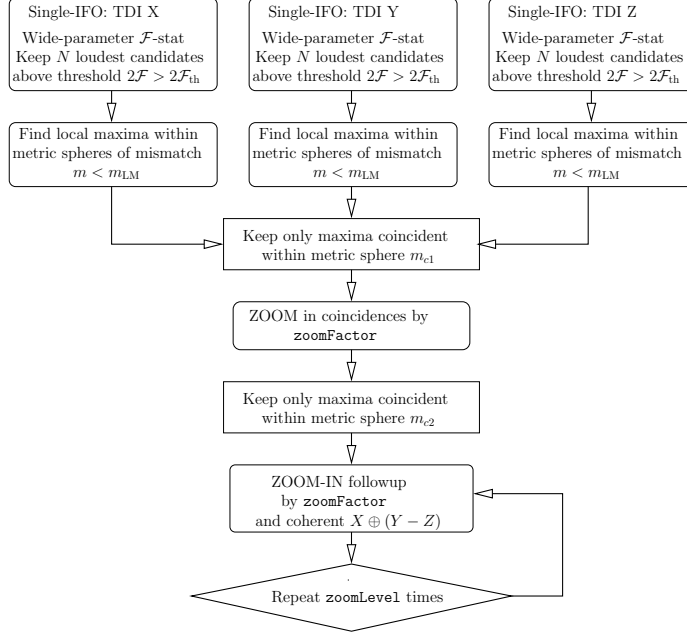 Single-IFO: TDI X
Wide-parameter ℱ-stat
Keep N loudest candidates
above threshold 2ℱ > 2ℱ_th
Single-IFO: TDI Y
Wide-parameter ℱ-stat
Keep N loudest candidates
above threshold 2ℱ > 2ℱ_th
Single-IFO: TDI Z
Wide-parameter ℱ-stat
Keep N loudest candidates
above threshold 2ℱ > 2ℱ_th
Find local maxima within
metric spheres of mismatch
m < m_LM
Find local maxima within
metric spheres of mismatch
m < m_LM
Find local maxima within
metric spheres of mismatch
m < m_LM
Keep only maxima coincident
within metric sphere m_c1
ZOOM in coincidences by
zoomFactor
Keep only maxima coincident
within metric sphere m_c2
ZOOM-IN followup
by zoomFactor
and coherent X ⊕ (Y − Z)
Repeat zoomLevel times